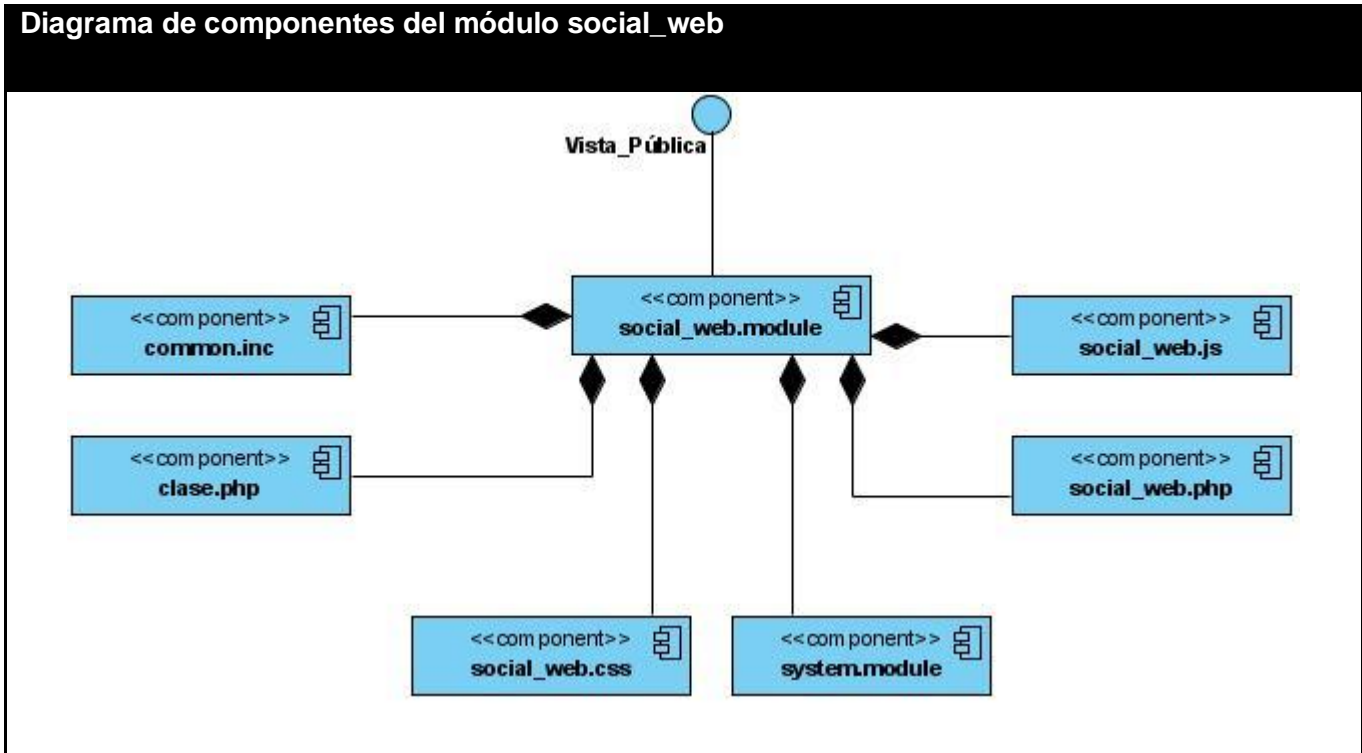 Diagrama de componentes del módulo social_web
Vista_Pública
<<component>>
social_web.module
<<component>>
common.inc
<<component>>
social_web.js
<<component>>
clase.php
<<component>>
social_web.php
<<component>>
social_web.css
<<component>>
system.module